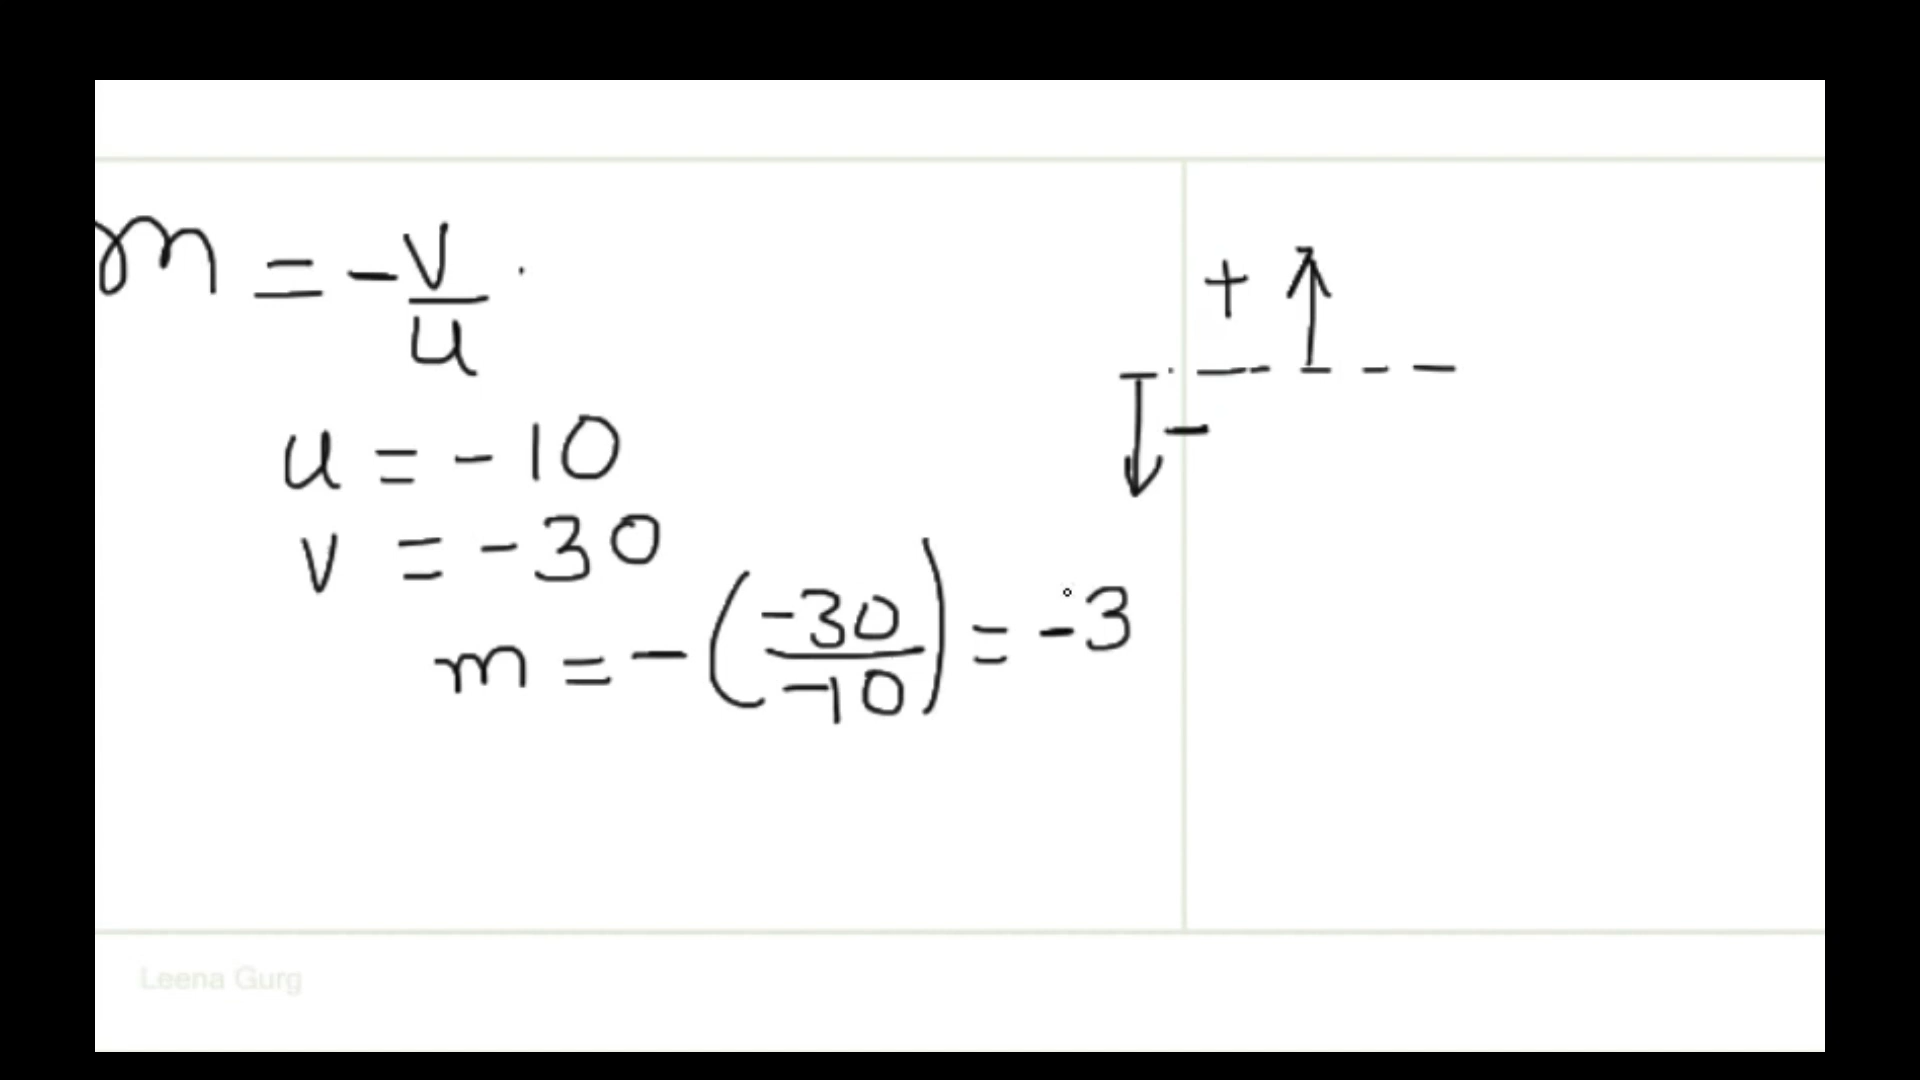 m = -v/u .
+
-
u = -10
v = -30
m = -(-30/-10) = -3
Leena Gurg